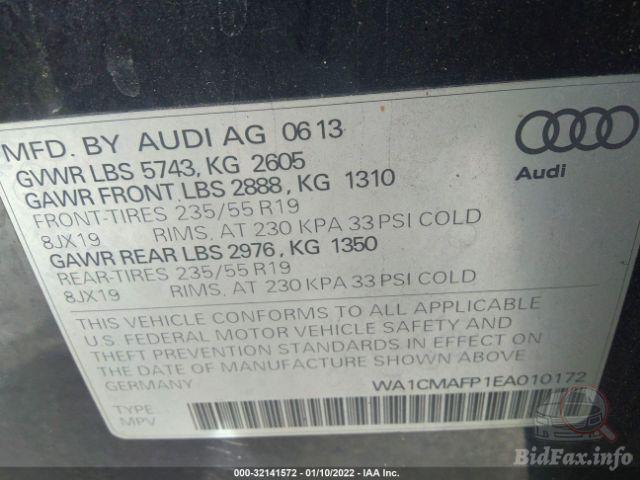 MFD. BY AUDI AG 06 13
GVWR LBS 5743, KG 2605
GAWR FRONT LBS 2888, KG 1310
FRONT-TIRES 235/55 R19
8JX19 RIMS. AT 230 KPA 33 PSI COLD
GAWR REAR LBS 2976, KG 1350
REAR-TIRES 235/55 R19
8JX19 RIMS. AT 230 KPA 33 PSI COLD
Audi
THIS VEHICLE CONFORMS TO ALL APPLICABLE
U.S. FEDERAL MOTOR VEHICLE SAFETY AND
THEFT PREVENTION STANDARDS IN EFFECT ON
THE DATE OF MANUFACTURE SHOWN ABOVE.
GERMANY
WA1CMAFP1EA010172
TYPE:
MPV
BidFax.info
000-32141572 - 01/10/2022 - IAA Inc.